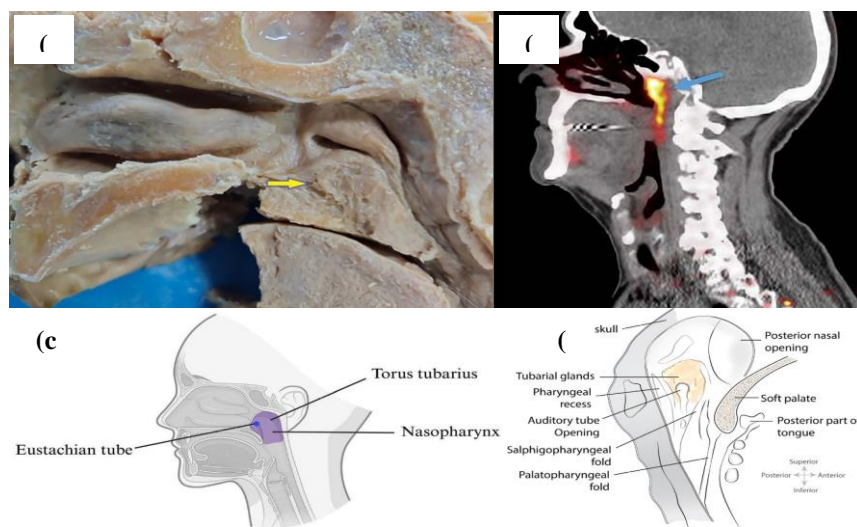 (
(
(c
Torus tubarius
Nasopharynx
Eustachian tube
(
skull
Posterior nasal
opening
Tubarial glands
Pharyngeal
recess
Soft palate
Auditory tube
Opening
Posterior part o
tongue
Salphigopharyngeal
fold
Palatopharyngeal
fold
Superior
Posterior
Anterior
Inferior